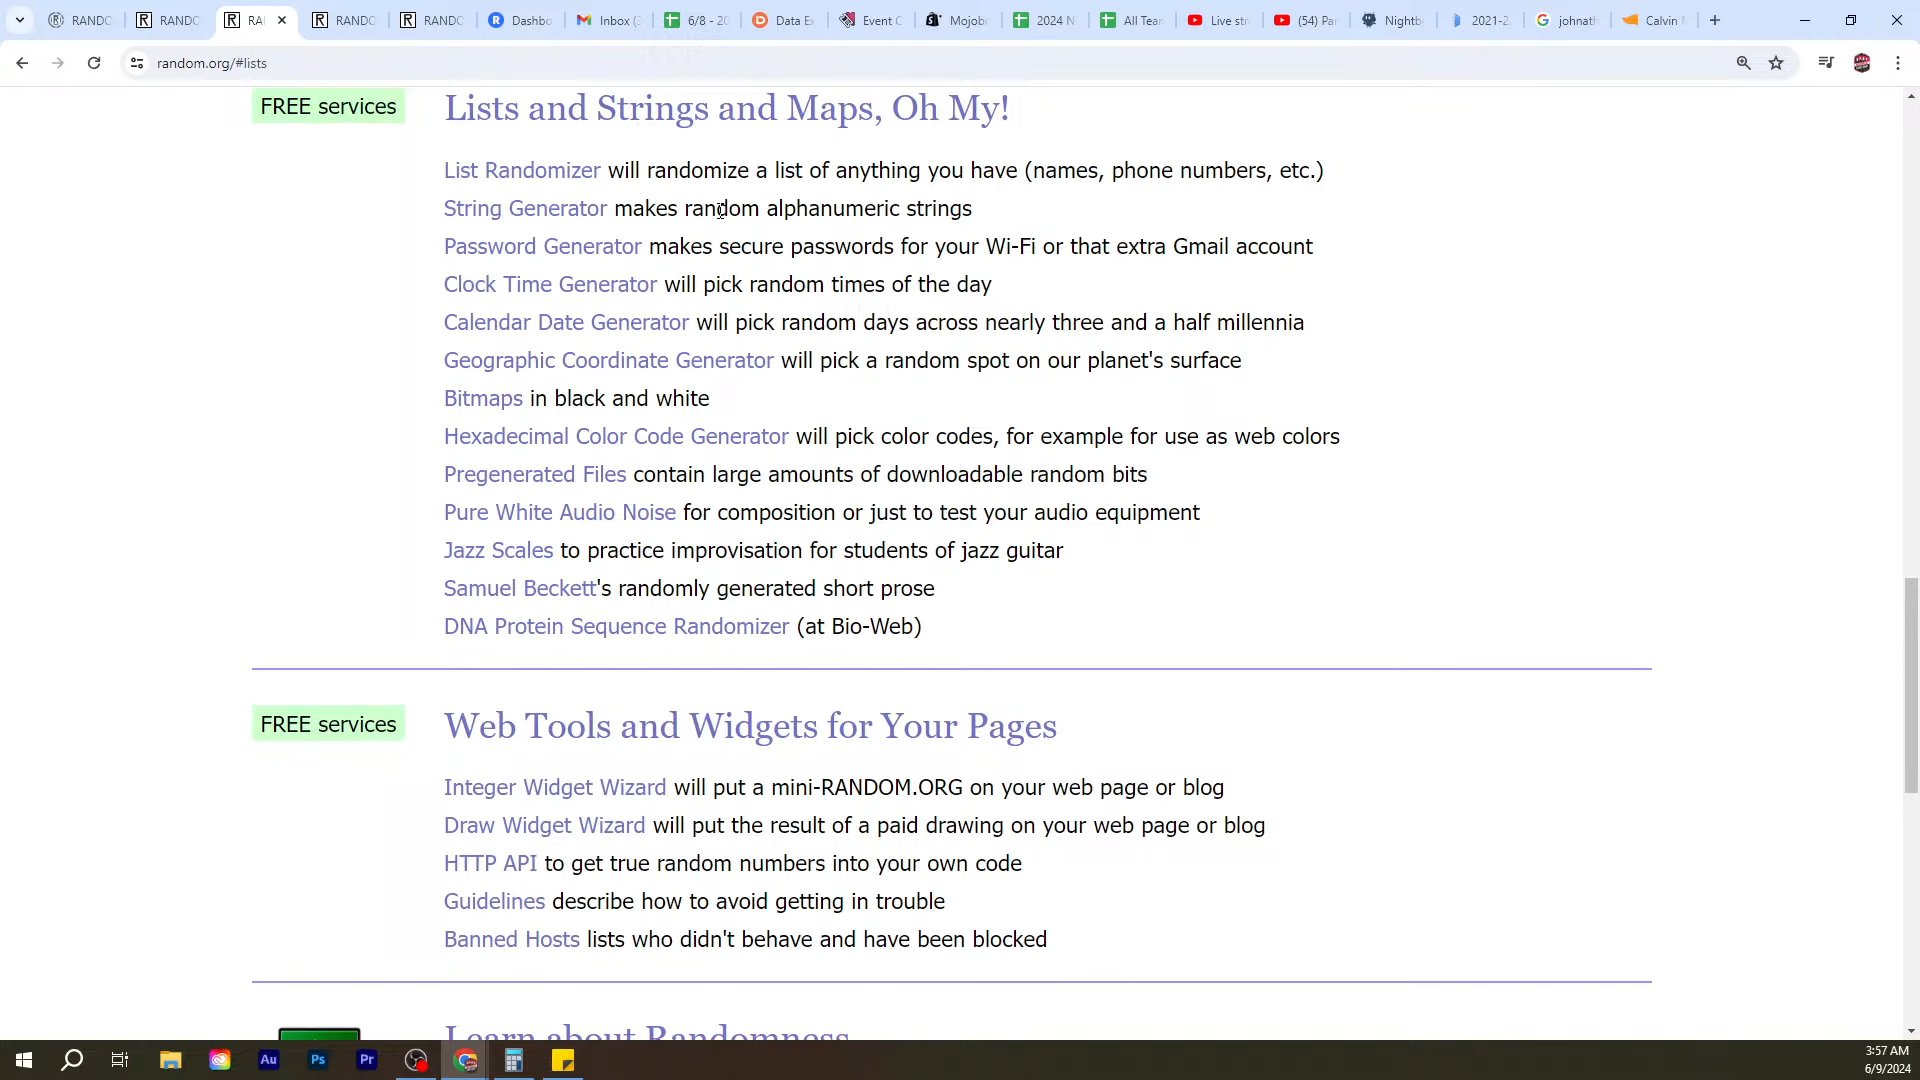 RANDO
RANDO
RAI
RANDO
RANDO
Dashbo
Inbox (3
6/8 - 20
Data Ex
Event C
Mojob
2024 N
All Tear
Live str
(54) Pa
Nightb
2021-2
johnath
Calvin
random.org/#lists
FREE services
Lists and Strings and Maps, Oh My!
List Randomizer will randomize a list of anything you have (names, phone numbers, etc.)
String Generator makes random alphanumeric strings
Password Generator makes secure passwords for your Wi-Fi or that extra Gmail account
Clock Time Generator will pick random times of the day
Calendar Date Generator will pick random days across nearly three and a half millennia
Geographic Coordinate Generator will pick a random spot on our planet's surface
Bitmaps in black and white
Hexadecimal Color Code Generator will pick color codes, for example for use as web colors
Pregenerated Files contain large amounts of downloadable random bits
Pure White Audio Noise for composition or just to test your audio equipment
Jazz Scales to practice improvisation for students of jazz guitar
Samuel Beckett's randomly generated short prose
DNA Protein Sequence Randomizer (at Bio-Web)
FREE services
Web Tools and Widgets for Your Pages
Integer Widget Wizard will put a mini-RANDOM.ORG on your web page or blog
Draw Widget Wizard will put the result of a paid drawing on your web page or blog
HTTP API to get true random numbers into your own code
Guidelines describe how to avoid getting in trouble
Banned Hosts lists who didn't behave and have been blocked
Learn about Randomness
Au
Ps
Pr
3:57 AM
6/9/2024